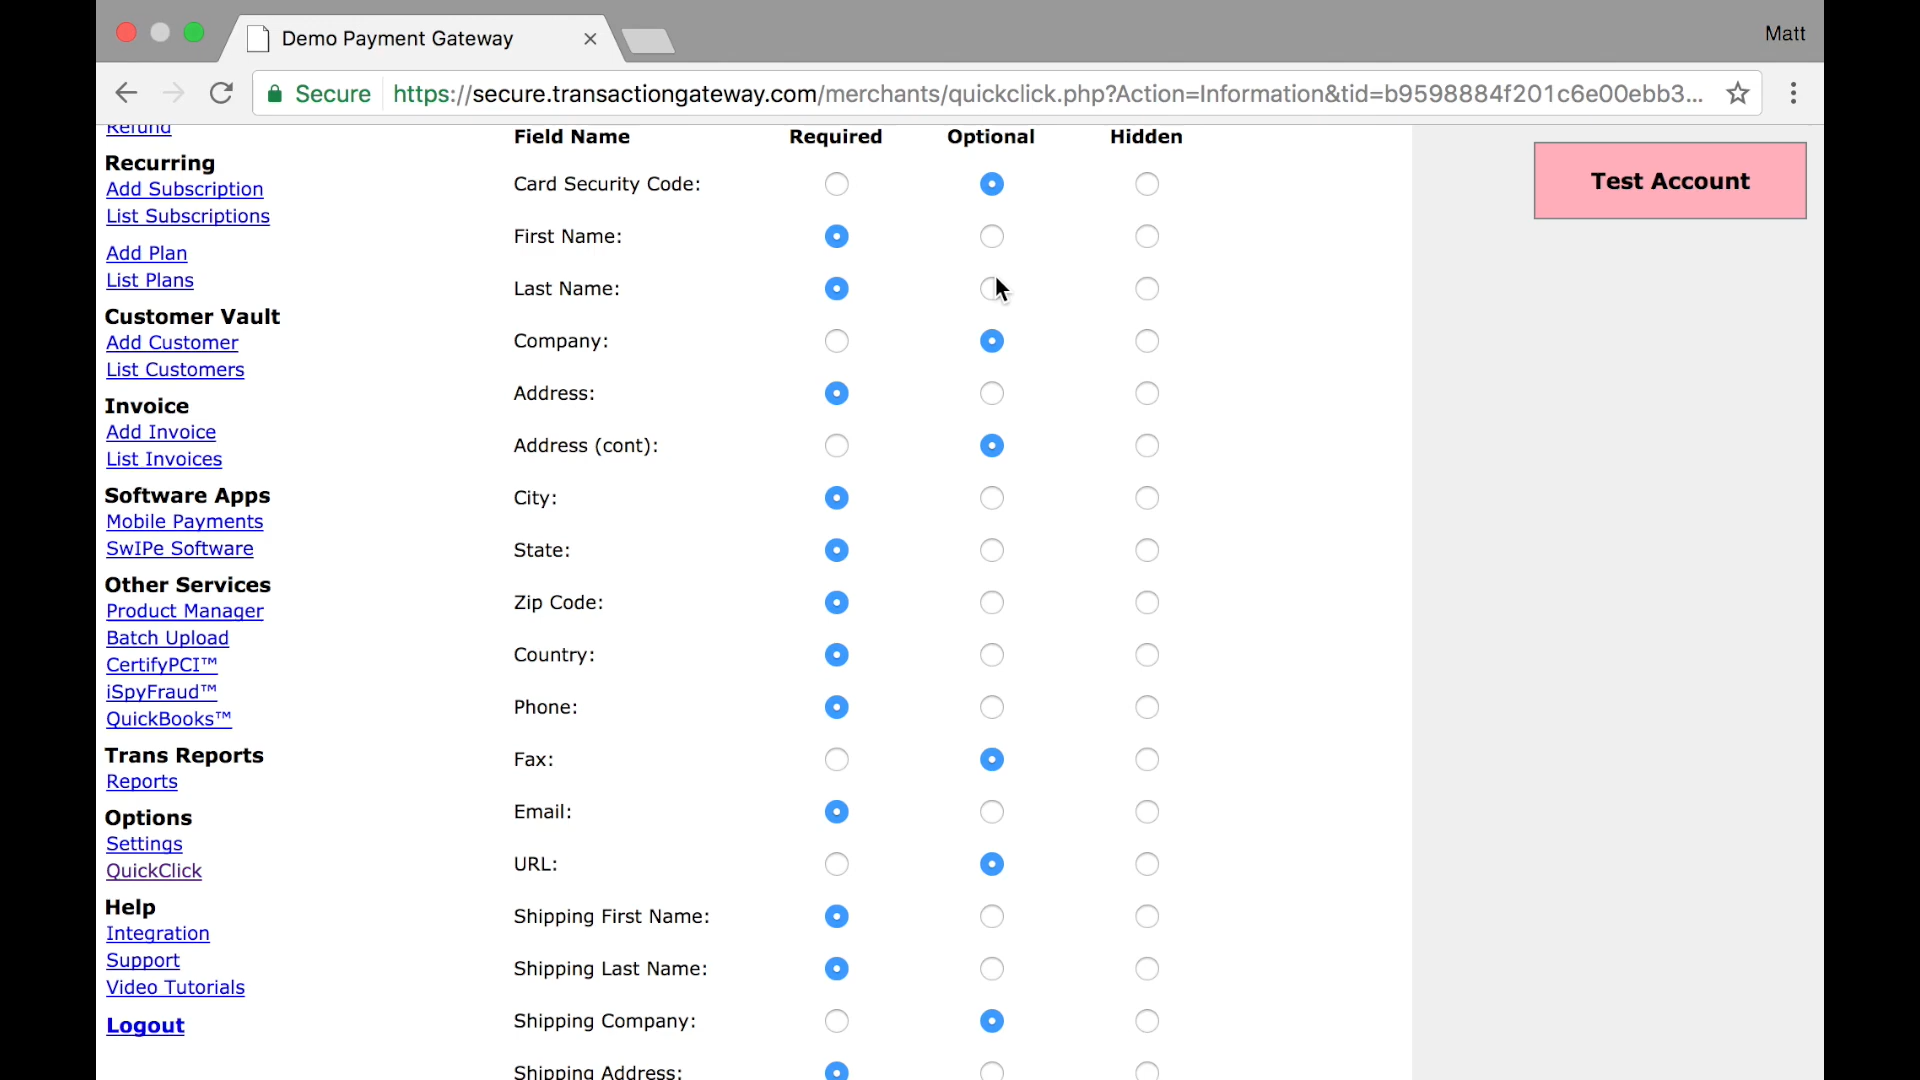 Demo Payment Gateway
Matt
Secure https://secure.transactiongateway.com/merchants/quickclick.php?Action=Information&tid=b9598884f201c6e00ebb3...
Refund
Recurring
Add Subscription
List Subscriptions
Add Plan
List Plans
Customer Vault
Add Customer
List Customers
Invoice
Add Invoice
List Invoices
Software Apps
Mobile Payments
SwIPe Software
Other Services
Product Manager
Batch Upload
CertifyPCI™
iSpyFraud™
QuickBooks™
Trans Reports
Reports
Options
Settings
QuickClick
Help
Integration
Support
Video Tutorials
Logout
Field Name Required Optional Hidden
Card Security Code:
First Name:
Last Name:
Company:
Address:
Address (cont):
City:
State:
Zip Code:
Country:
Phone:
Fax:
Email:
URL:
Shipping First Name:
Shipping Last Name:
Shipping Company:
Shipping Address:
Test Account